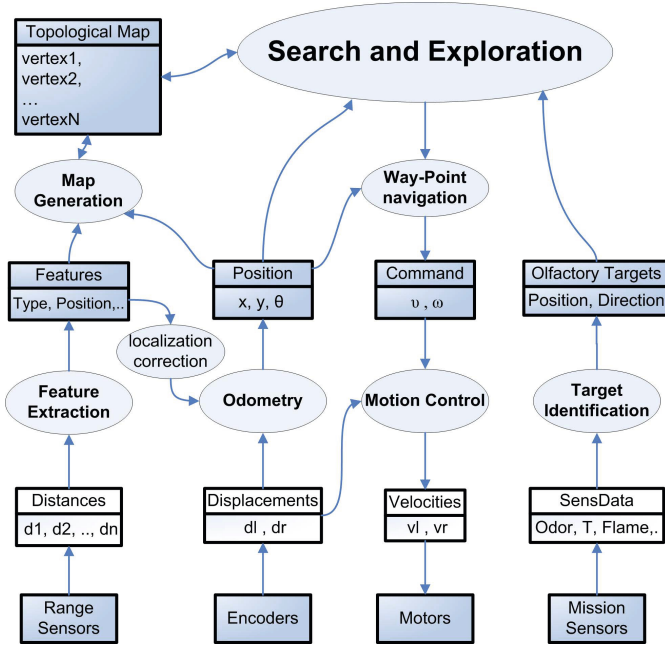 Topological Map
vertex1,
vertex2,
...
vertexN
Search and Exploration
Map
Generation
Way-Point
navigation
Features
Type, Position,..
Position
x, y, θ
Command
υ , ω
Olfactory Targets
Position, Direction
localization
correction
Feature
Extraction
Odometry
Motion Control
Target
Identification
Distances
d1, d2, .., dn
Displacements
dl , dr
Velocities
vl , vr
SensData
Odor, T, Flame,.
Range
Sensors
Encoders
Motors
Mission
Sensors